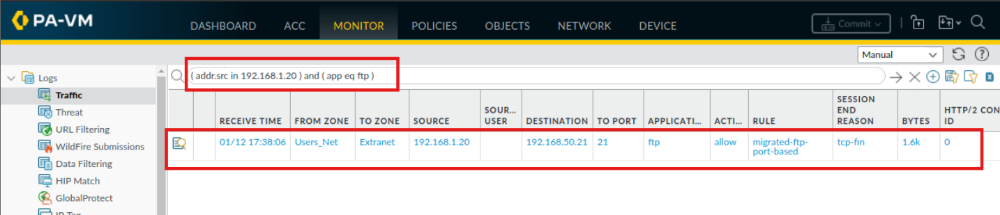 PA-VM
DASHBOARD ACC MONITOR POLICIES OBJECTS NETWORK DEVICE Commit
Manual
Logs
( addr.src in 192.168.1.20 ) and ( app eq ftp )
Traffic
Threat
URL Filtering
WildFire Submissions
Data Filtering
HIP Match
GlobalProtect
IP Tag
RECEIVE TIME FROM ZONE TO ZONE SOURCE SOUR... USER DESTINATION TO PORT APPLICATI... ACTI... RULE SESSION END REASON BYTES HTTP/2 CON ID
01/12 17:38:06 Users_Net Extranet 192.168.1.20 192.168.50.21 21 ftp allow migrated-ftp- tcp-fin 1.6k 0
port-based